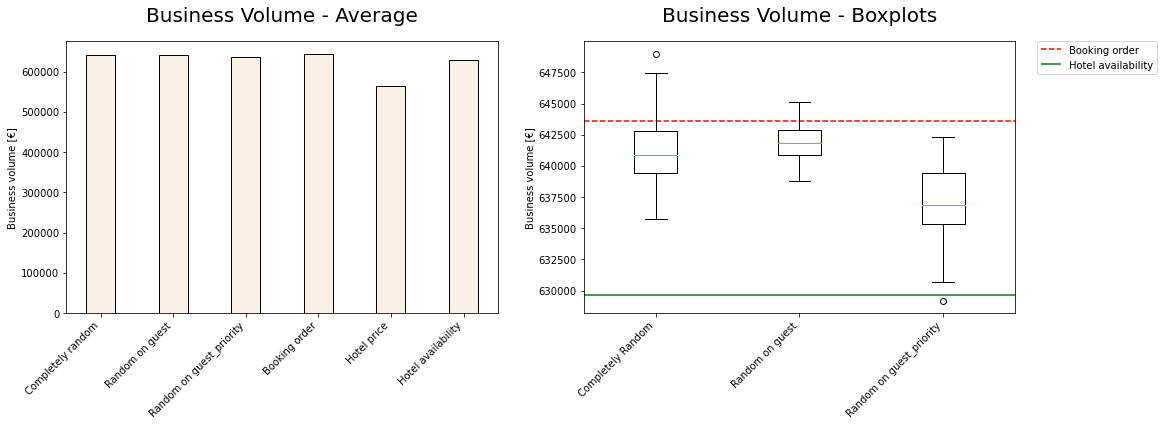 Business Volume - Average
Business volume [€]
600000
500000
400000
300000
200000
100000
0
Completely random
Random on guest
Random on guest_priority
Booking order
Hotel price
Hotel availability
Business Volume - Boxplots
Business volume [€]
647500
645000
642500
640000
637500
635000
632500
630000
Completely Random
Random on guest
Random on guest_priority
Booking order
Hotel availability